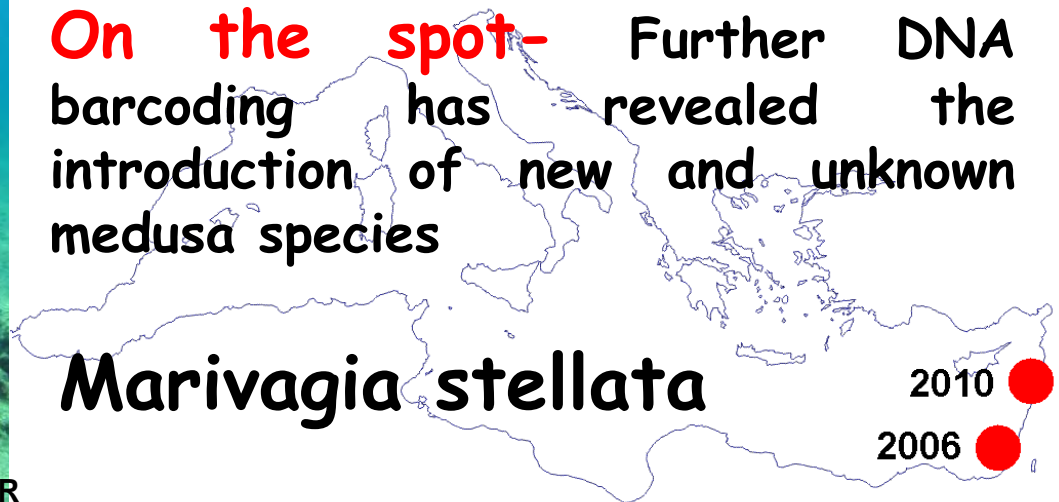 On the spot- Further DNA
barcoding has revealed the
introduction of new and unknown
medusa species
Marivagia stellata
2010
2006
R